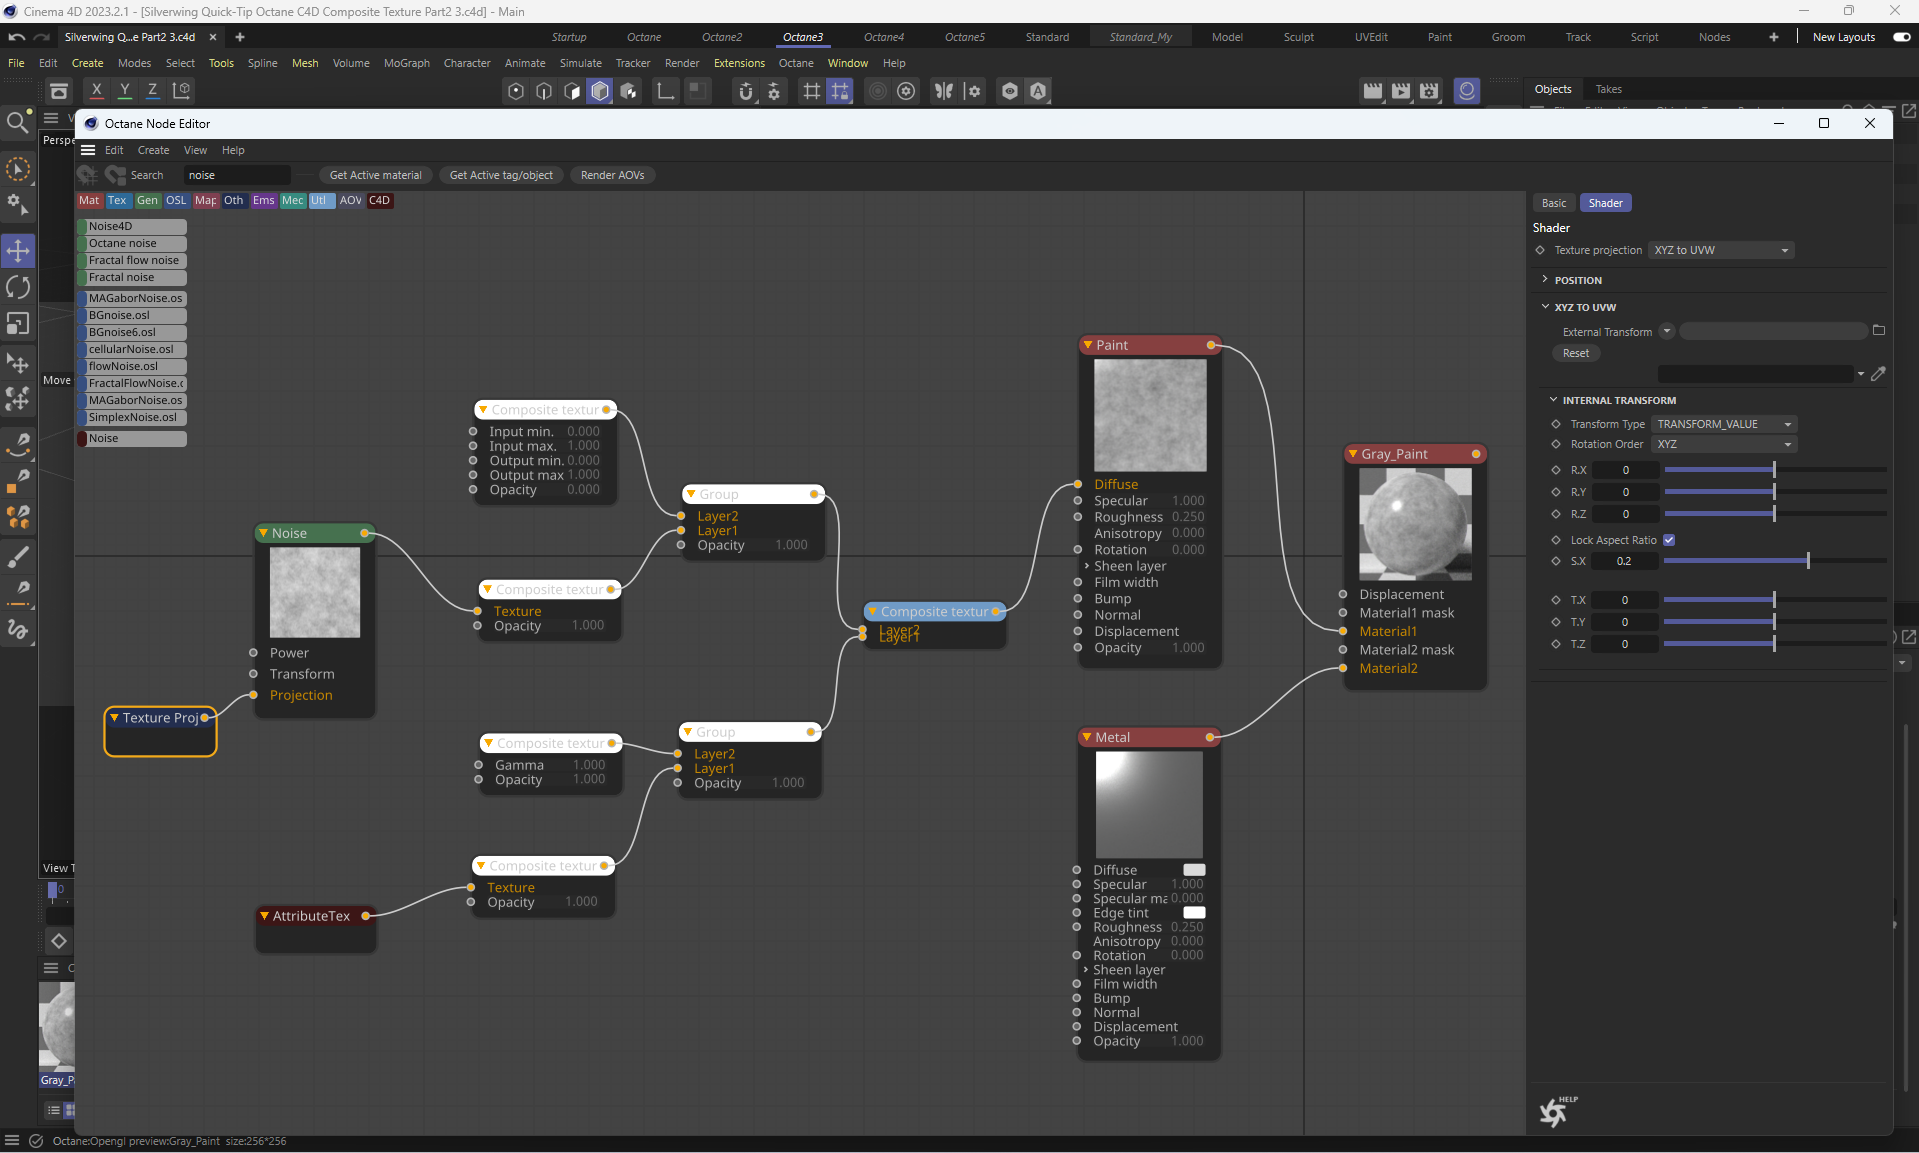 Cinema 4D 2023.2.1 - [Silverwing Quick-Tip Octane C4D Composite Texture Part2 3.c4d] - Main
Silverwing Q...e Part2 3.c4d
Startup Octane Octane2 Octane3 Octane4 Octane5 Standard Standard_My Model Sculpt UVEdit Paint Groom Track Script Nodes New Layouts
File Edit Create Modes Select Tools Spline Mesh Volume MoGraph Character Animate Simulate Tracker Render Extensions Octane Window Help
X Y Z
Objects Takes
Octane Node Editor
Perspe
Edit Create View Help
Search noise Get Active material Get Active tag/object Render AOVs
Mat Tex Gen OSL Map Oth Ems Mec Utl AOV C4D
Noise4D
Octane noise
Fractal flow noise
Fractal noise
MAGaborNoise.os
BGnoise.osl
BGnoise6.osl
cellularNoise.osl
flowNoise.osl
FractalFlowNoise.c
MAGaborNoise.os
SimplexNoise.osl
Noise
Move
View T
0
Gray_P
Composite textur
Input min. 0.000
Input max. 1.000
Output min. 0.000
Output max 1.000
Opacity 0.000
Group
Layer2
Layer1
Opacity 1.000
Noise
Power
Transform
Projection
Composite textur
Texture
Opacity 1.000
Texture Proj
Composite textur
Layer2
Layer1
Composite textur
Gamma 1.000
Opacity 1.000
Group
Layer2
Layer1
Opacity 1.000
Composite textur
Texture
Opacity 1.000
AttributeTex
Paint
Diffuse
Specular 1.000
Roughness 0.250
Anisotropy 0.000
Rotation 0.000
Sheen layer
Film width
Bump
Normal
Displacement
Opacity 1.000
Metal
Diffuse
Specular 1.000
Specular ma 0.000
Edge tint
Roughness 0.250
Anisotropy 0.000
Rotation 0.000
Sheen layer
Film width
Bump
Normal
Displacement
Opacity 1.000
Gray_Paint
Displacement
Material1 mask
Material1
Material2 mask
Material2
Basic Shader
Shader
Texture projection XYZ to UVW
POSITION
XYZ TO UVW
External Transform
Reset
INTERNAL TRANSFORM
Transform Type TRANSFORM_VALUE
Rotation Order XYZ
R.X 0
R.Y 0
R.Z 0
Lock Aspect Ratio
S.X 0.2
T.X 0
T.Y 0
T.Z 0
HELP
Octane:Opengl preview:Gray_Paint size:256*256